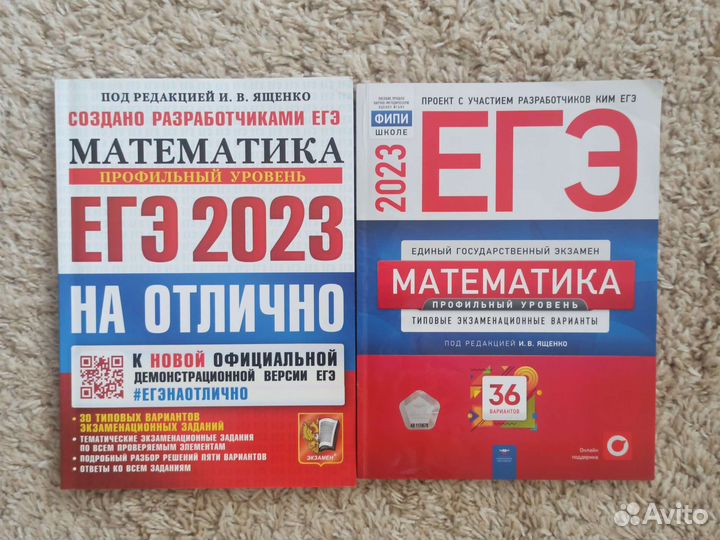 ПОД РЕДАКЦИЕЙ И. В. ЯЩЕНКО
СОЗДАНО РАЗРАБОТЧИКАМИ ЕГЭ
МАТЕМАТИКА
ПРОФИЛЬНЫЙ УРОВЕНЬ
ЕГЭ 2023
НА ОТЛИЧНО
К НОВОЙ ОФИЦИАЛЬНОЙ
ДЕМОНСТРАЦИОННОЙ ВЕРСИИ ЕГЭ
#ЕГЭНАОТЛИЧНО
• 30 ТИПОВЫХ ВАРИАНТОВ
ЭКЗАМЕНАЦИОННЫХ ЗАДАНИЙ
• ТЕМАТИЧЕСКИЕ ЭКЗАМЕНАЦИОННЫЕ ЗАДАНИЯ
ПО ВСЕМ ПРОВЕРЯЕМЫМ ЭЛЕМЕНТАМ
• ПОДРОБНЫЙ РАЗБОР РЕШЕНИЙ ПЯТИ ВАРИАНТОВ
• ОТВЕТЫ КО ВСЕМ ЗАДАНИЯМ
ЭКЗАМЕН
ПРОЕКТ С УЧАСТИЕМ РАЗРАБОТЧИКОВ КИМ ЕГЭ
ФИПИ
ШКОЛЕ
2023
ЕГЭ
ЕДИНЫЙ ГОСУДАРСТВЕННЫЙ ЭКЗАМЕН
МАТЕМАТИКА
ПРОФИЛЬНЫЙ УРОВЕНЬ
ТИПОВЫЕ ЭКЗАМЕНАЦИОННЫЕ ВАРИАНТЫ
ПОД РЕДАКЦИЕЙ И. В. ЯЩЕНКО
36
ВАРИАНТОВ
Онлайн
поддержка
Avito